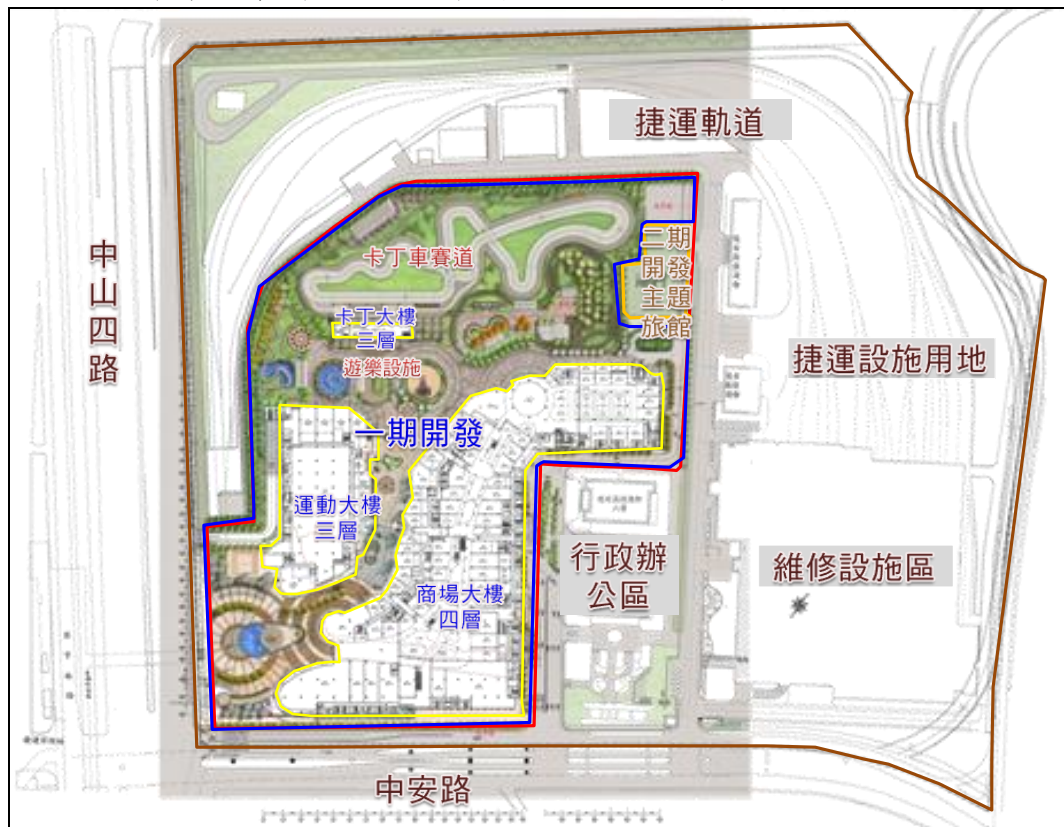 捷運軌道
中
山
四
路
卡丁車賽道
二期
開發
主題
旅館
卡丁大樓
三層
遊樂設施
捷運設施用地
一期開發
運動大樓
三層
商場大樓
四層
行政辦
公區
維修設施區
中安路